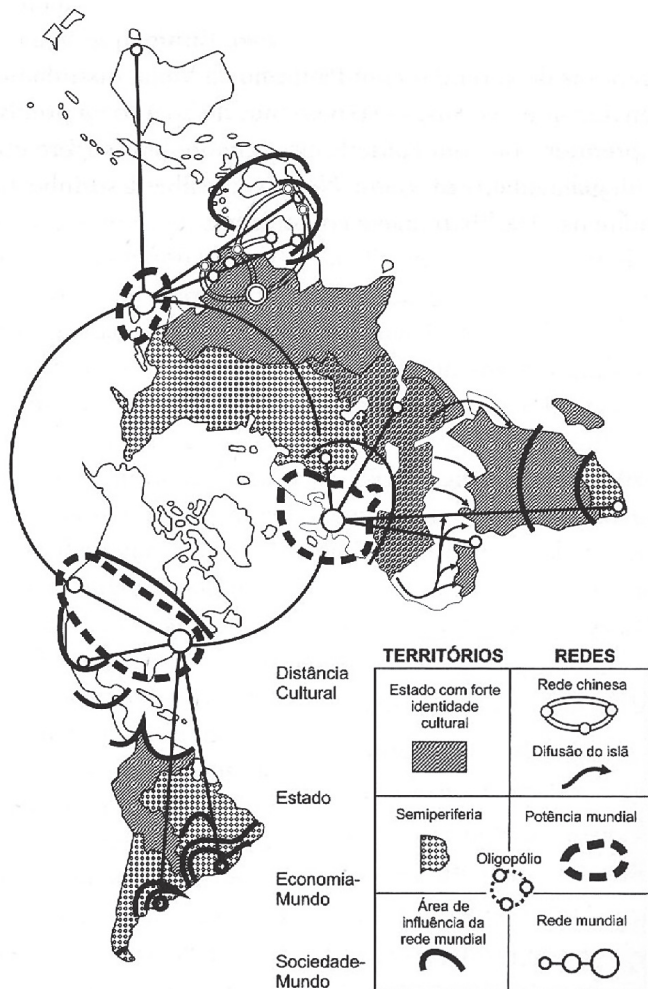 TERRITÓRIOS
REDES
Distância
Cultural
Estado com forte
identidade
cultural
Rede chinesa
Difusão do islã
Estado
Semiperiferia
Potência mundial
Oligopólio
Economia-
Mundo
Área de
influência da
rede mundial
Rede mundial
Sociedade-
Mundo